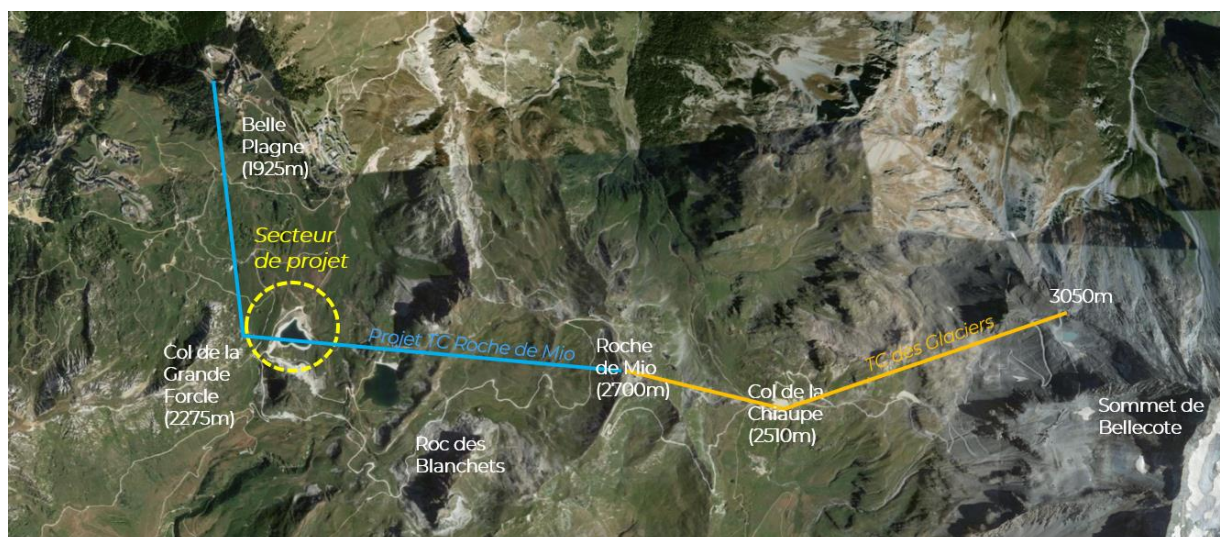 Belle
Plagne
(1925m)
Secteur
de projet
3050m
Projet TC Roche de Mio
TC des Glaciers
Col de la
Grande
Forcle
(2275m)
Roche
de Mio
(2700m)
Col de la
Chiaupe
(2510m)
Sommet de
Bellecote
Roc des
Blanchets